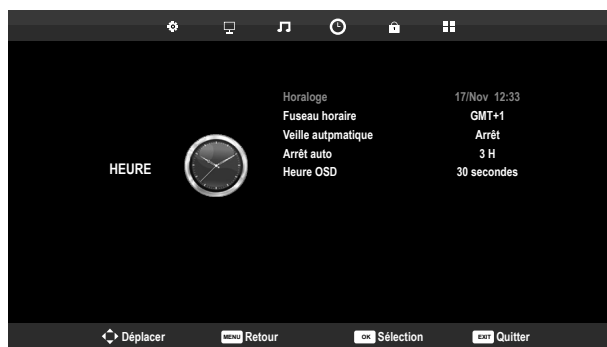 Horaloge 17/Nov 12:33
Fuseau horaire GMT+1
Veille autpmatique Arrêt
Arrêt auto 3 H
HEURE
Heure OSD 30 secondes
Déplacer MENU Retour OK Sélection EXIT Quitter